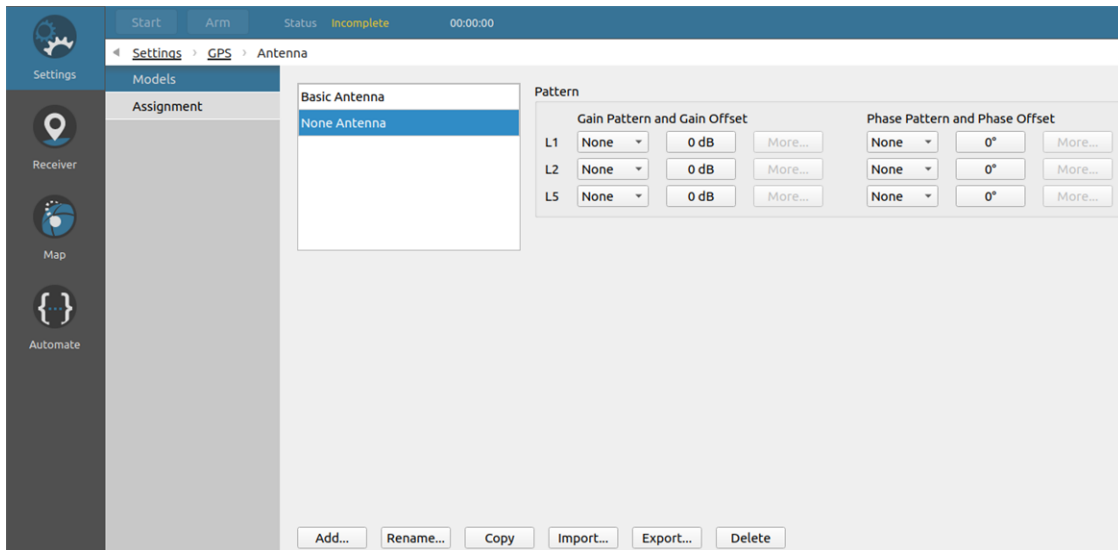 Start Arm Status Incomplete 00:00:00
Settings
Settings > GPS > Antenna
Models
Assignment
Receiver
Map
Automate
Basic Antenna
None Antenna
Pattern
Gain Pattern and Gain Offset Phase Pattern and Phase Offset
L1 None 0 dB More... None 0° More...
L2 None 0 dB More... None 0° More...
L5 None 0 dB More... None 0° More...
Add... Rename... Copy Import... Export... Delete